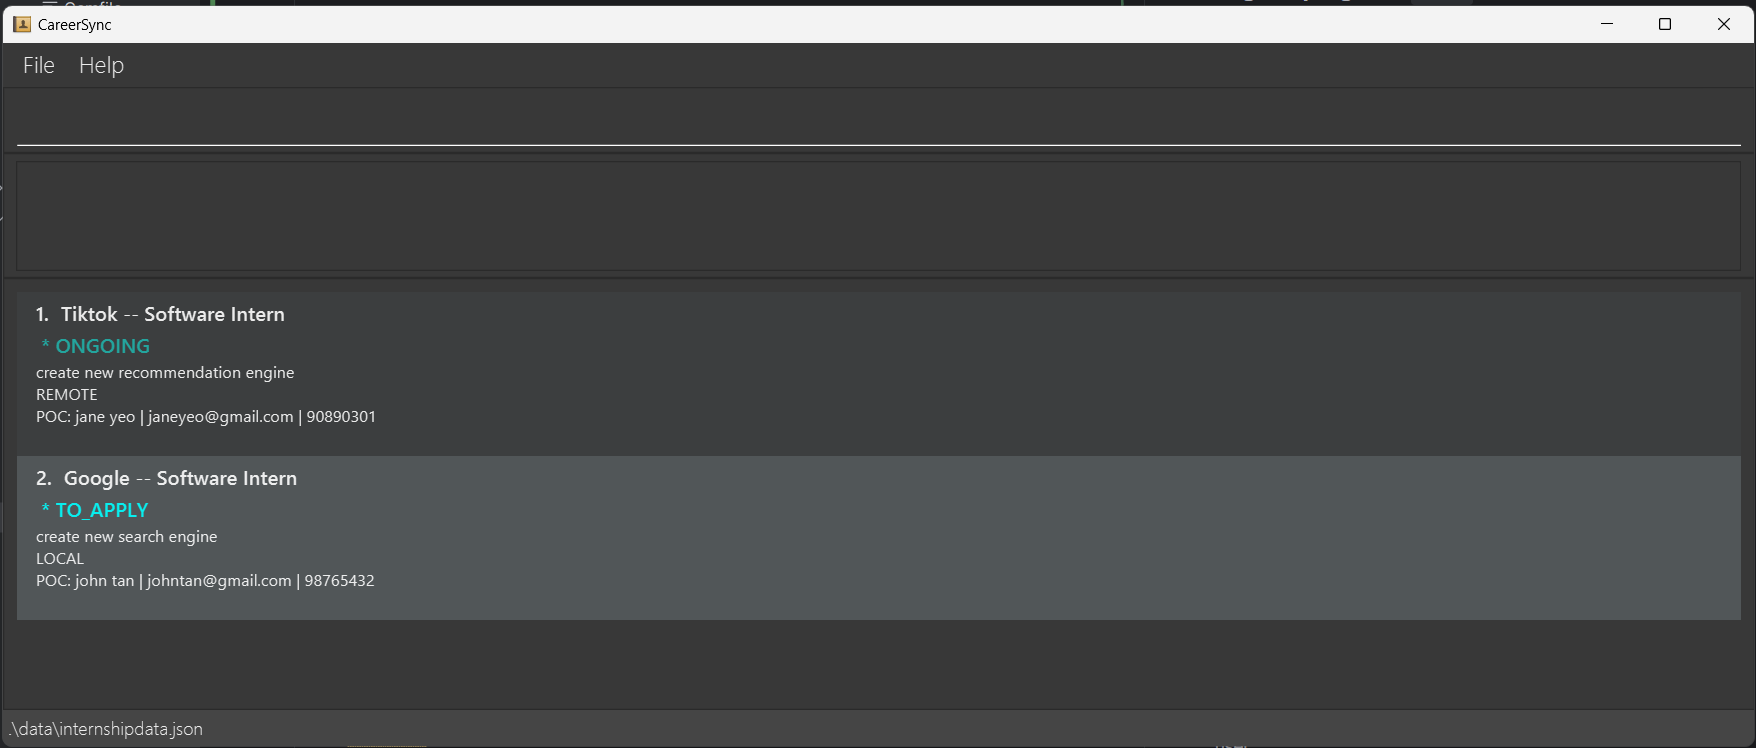 CareerSync
File Help
1. Tiktok -- Software Intern
* ONGOING
create new recommendation engine
REMOTE
POC: jane yeo | janeyeo@gmail.com | 90890301
2. Google -- Software Intern
* TO_APPLY
create new search engine
LOCAL
POC: john tan | johntan@gmail.com | 98765432
.\data\internshipdata.json